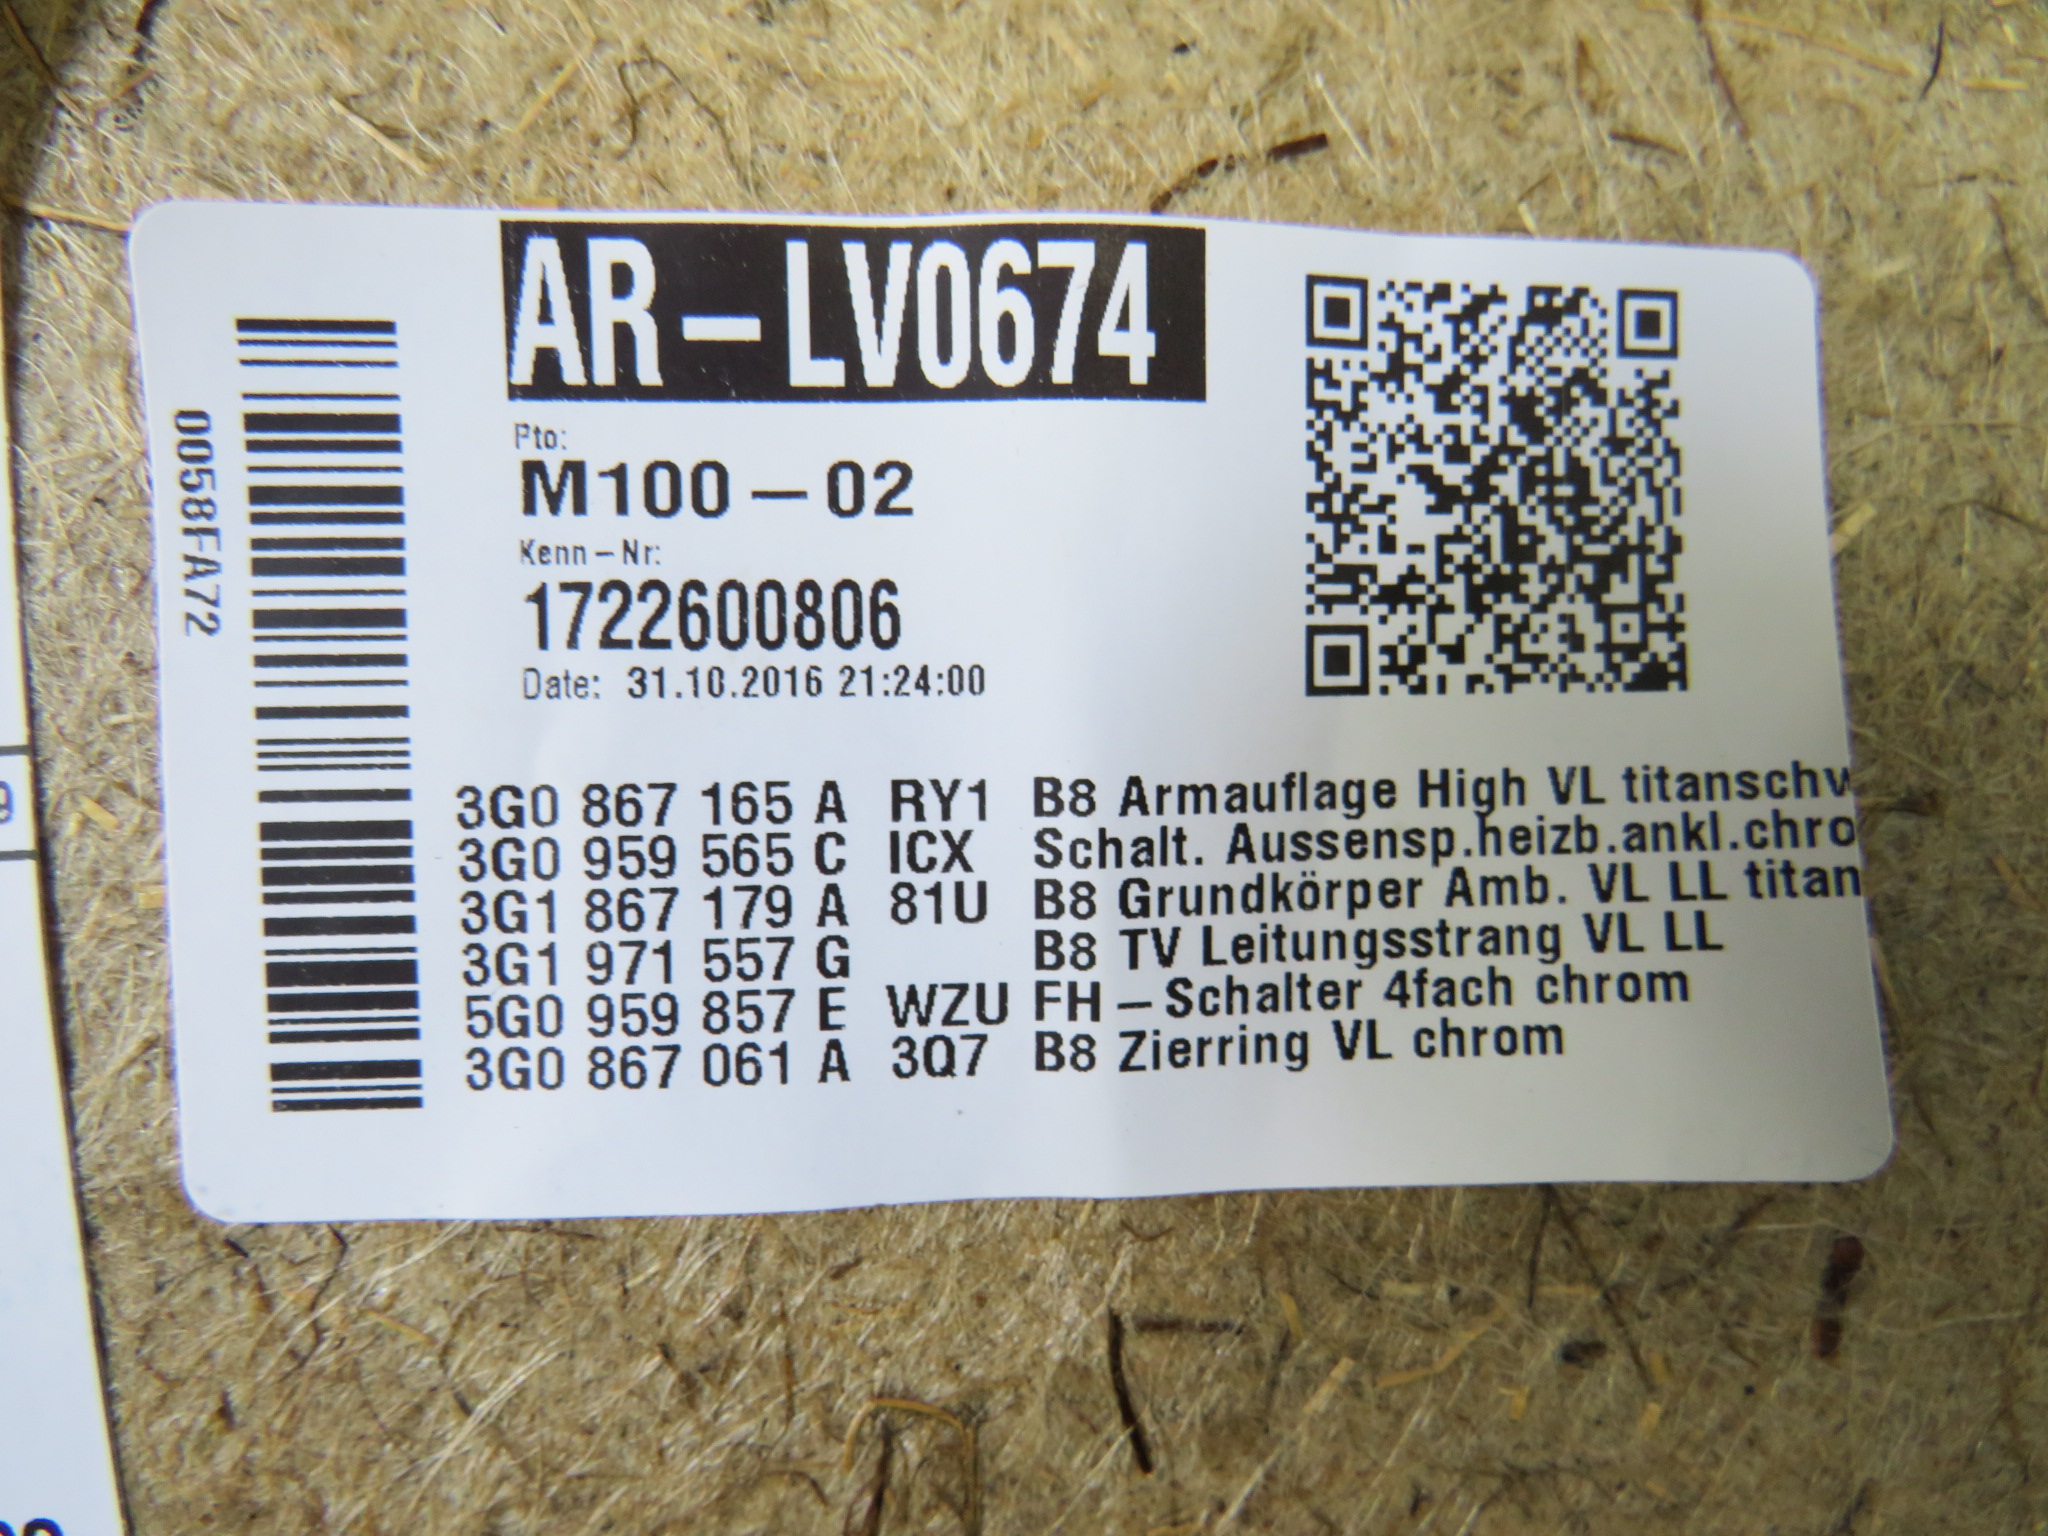 AR-LV0674
Pto:
M100-02
Kenn-Nr:
1722600806
Date: 31.10.2016 21:24:00
0058FA72
3G0 867 165 A RY1 B8 Armauflage High VL titanschw
3G0 959 565 C ICX Schalt. Aussensp.heizb.ankl.chro
3G1 867 179 A 81U B8 Grundkörper Amb. VL LL titan
3G1 971 557 G B8 TV Leitungsstrang VL LL
5G0 959 857 E WZU FH-Schalter 4fach chrom
3G0 867 061 A 3Q7 B8 Zierring VL chrom